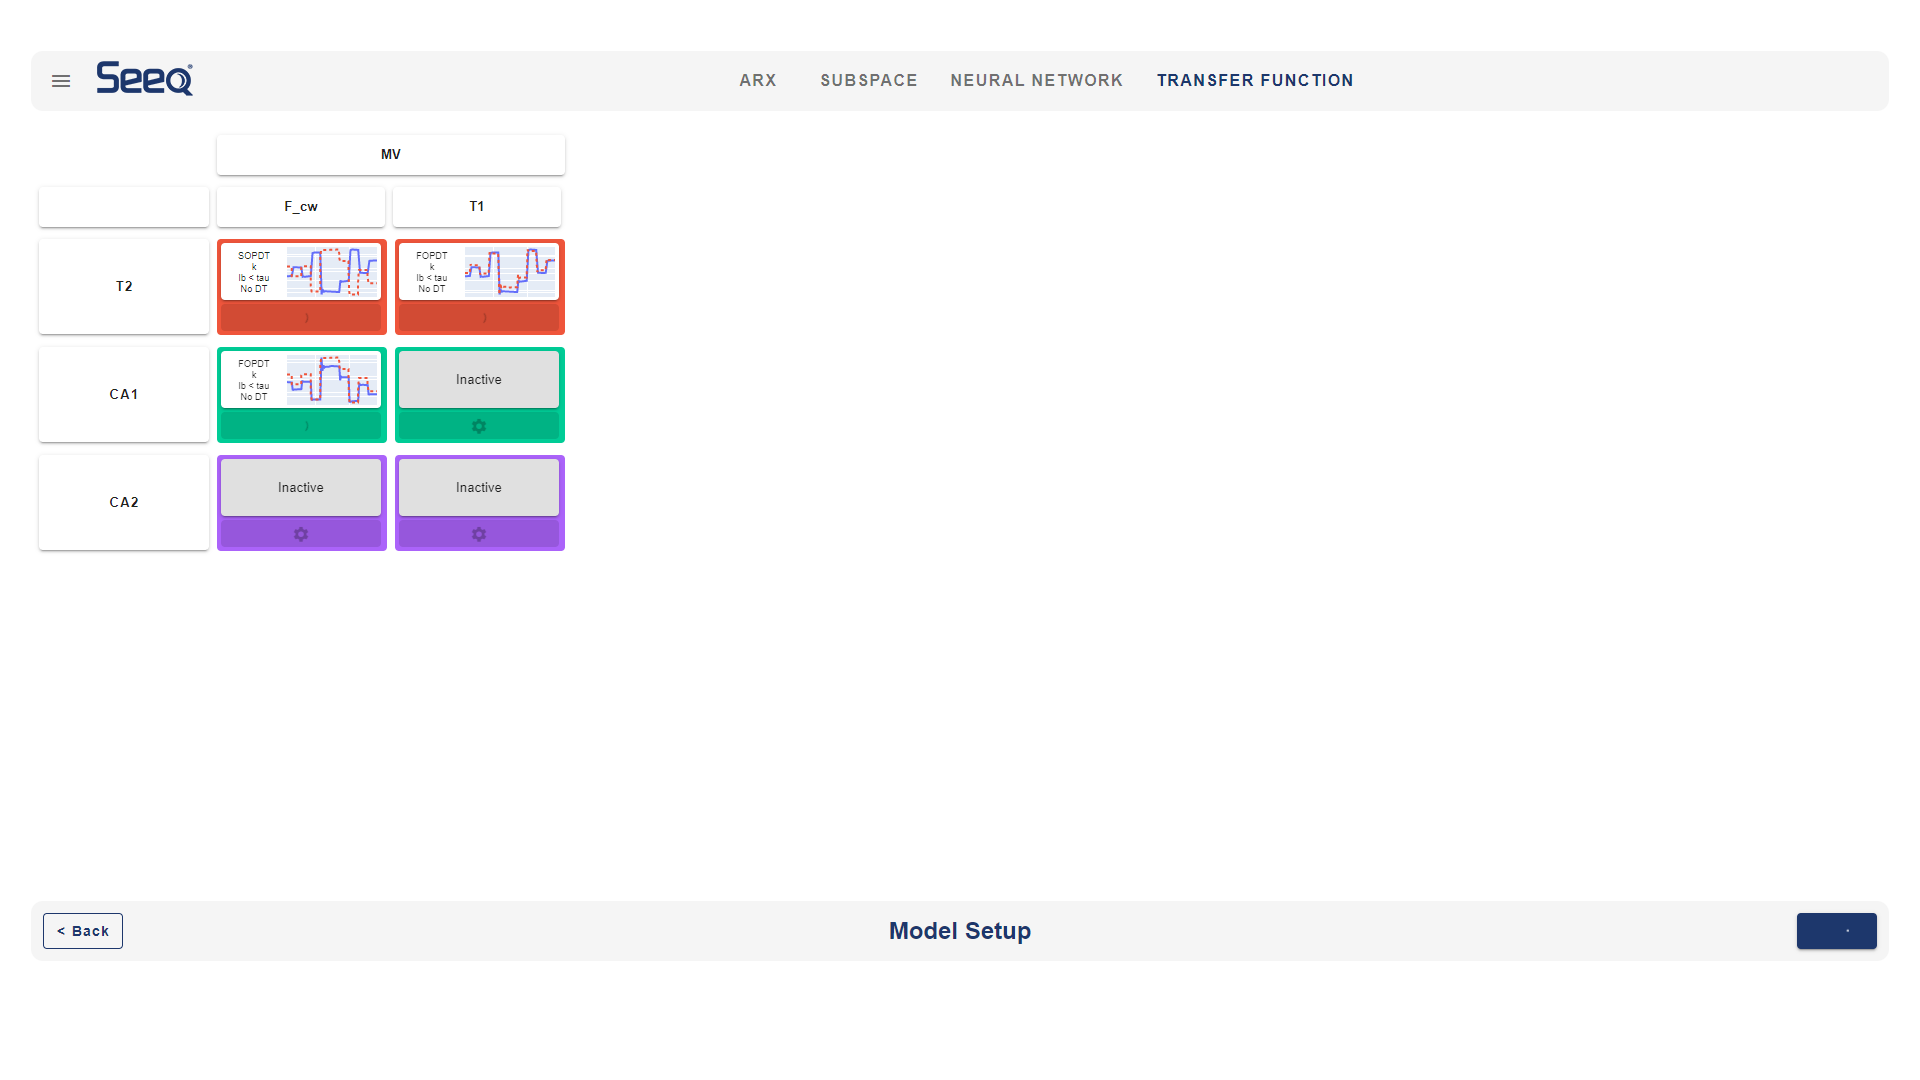 Seeq®
ARX SUBSPACE NEURAL NETWORK TRANSFER FUNCTION
MV
F_cw T1
T2
SOPDT
k
lb < tau
No DT
FOPDT
k
lb < tau
No DT
CA1
FOPDT
k
lb < tau
No DT
Inactive
CA2
Inactive
Inactive
< Back
Model Setup